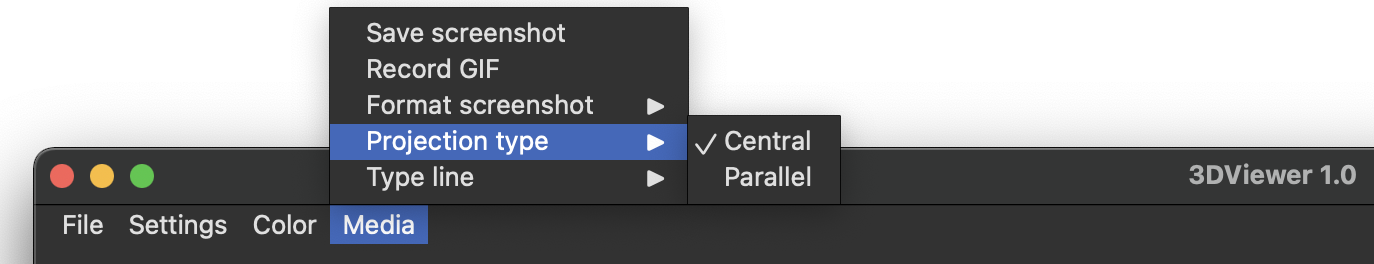 Save screenshot
Record GIF
Format screenshot
Projection type
Central
Type line
Parallel
3DViewer 1.0
File Settings Color Media